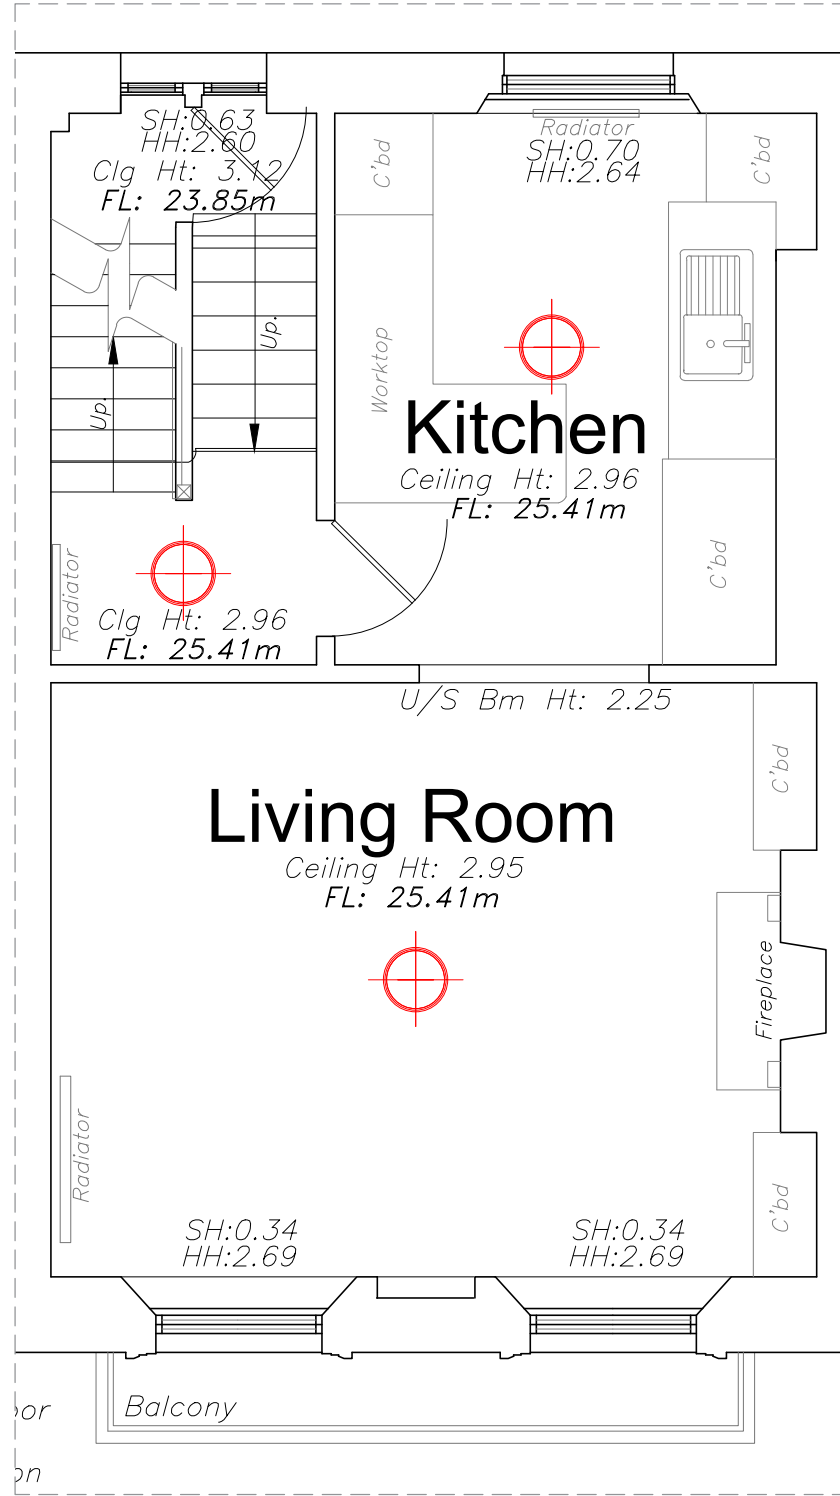 SH:0.63
HH:2.60
Clg Ht: 3.12
FL: 23.85m
Radiator
SH:0.70
HH:2.64
C'bd
C'bd
Up.
Up.
Worktop
Kitchen
Ceiling Ht: 2.96
FL: 25.41m
C'bd
Radiator
Clg Ht: 2.96
FL: 25.41m
U/S Bm Ht: 2.25
C'bd
Living Room
Ceiling Ht: 2.95
FL: 25.41m
Fireplace
Radiator
C'bd
SH:0.34
HH:2.69
SH:0.34
HH:2.69
Balcony